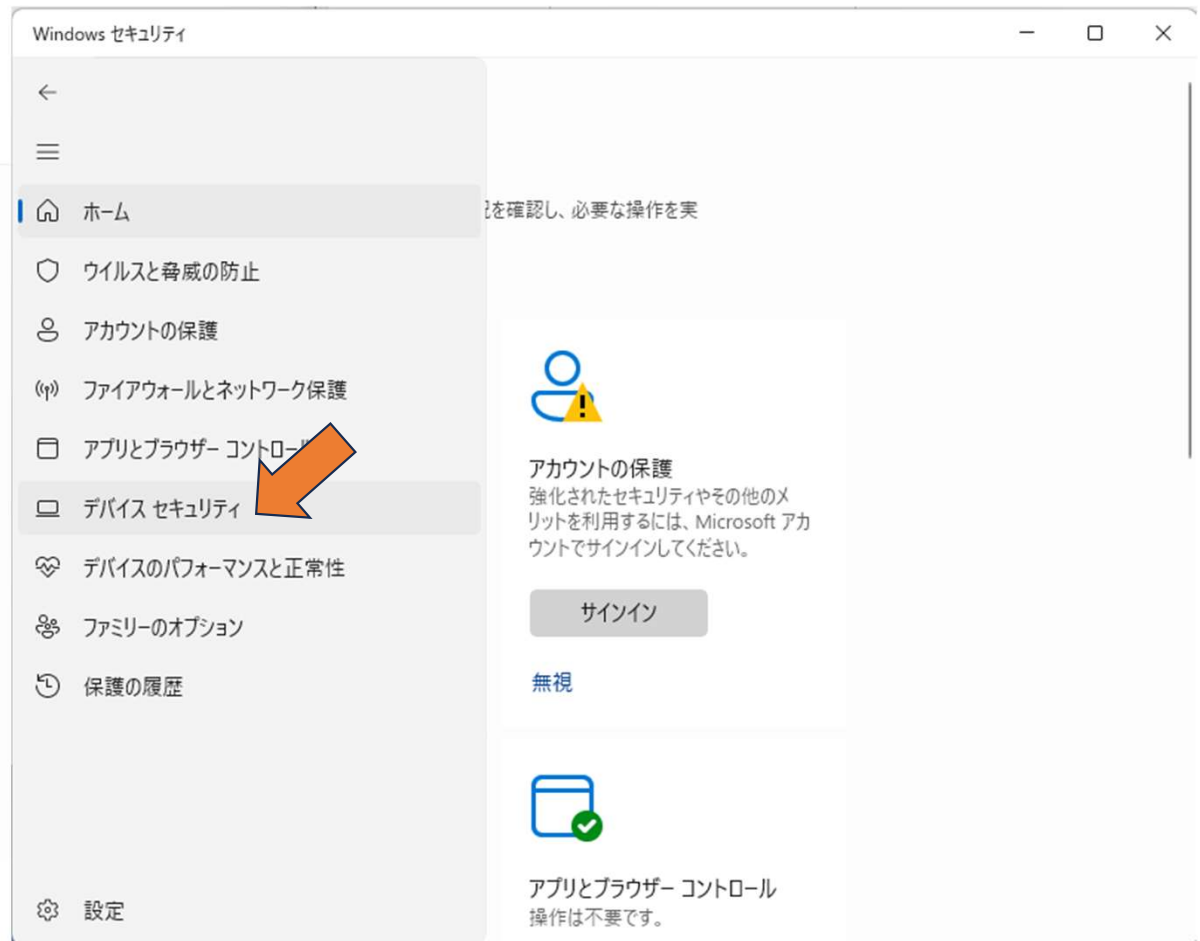 Windows セキュリティ
ホーム
ウイルスと脅威の防止
アカウントの保護
ファイアウォールとネットワーク保護
アプリとブラウザー コントロール
デバイス セキュリティ
デバイスのパフォーマンスと正常性
ファミリーのオプション
保護の履歴
設定
を確認し、必要な操作を実
アカウントの保護
強化されたセキュリティやその他のメ
リットを利用するには、Microsoft アカ
ウントでサインインしてください。
サインイン
無視
アプリとブラウザー コントロール
操作は不要です。